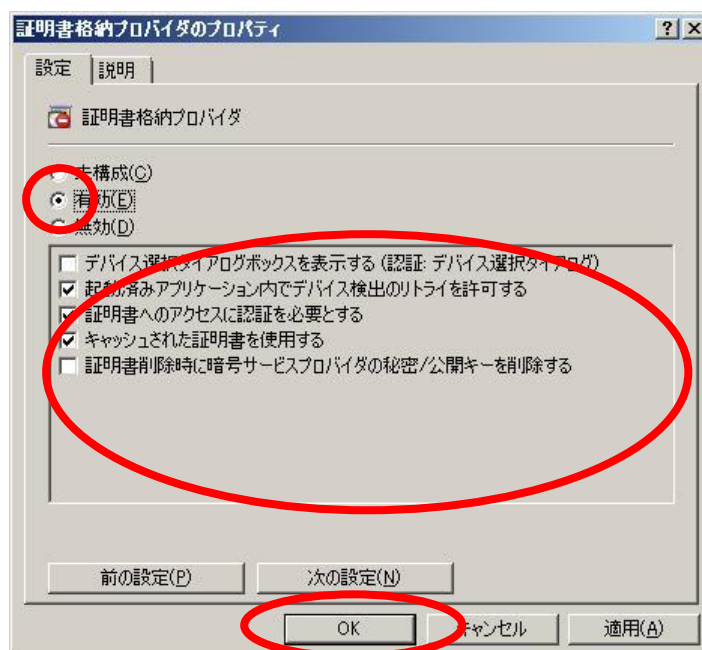 証明書格納プロバイダのプロパティ
設定 説明
証明書格納プロバイダ
未構成(C)
有効(E)
無効(D)
デバイス選択ダイアログボックスを表示する(認証: デバイス選択ダイアログ)
起動済みアプリケーション内でデバイス検出のリトライを許可する
証明書へのアクセスに認証を必要とする
キャッシュされた証明書を使用する
証明書削除時に暗号サービスプロバイダの秘密/公開キーを削除する
前の設定(P) 次の設定(N)
OK キャンセル 適用(A)